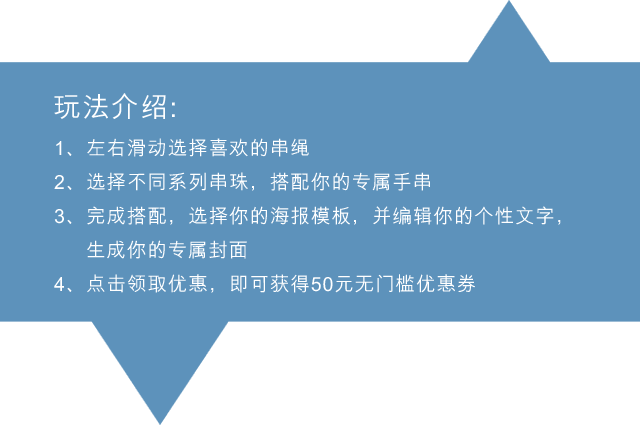 玩法介绍:
1、左右滑动选择喜欢的串绳
2、选择不同系列串珠，搭配你的专属手串
3、完成搭配，选择你的海报模板，并编辑你的个性文字，
生成你的专属封面
4、点击领取优惠，即可获得50元无门槛优惠券